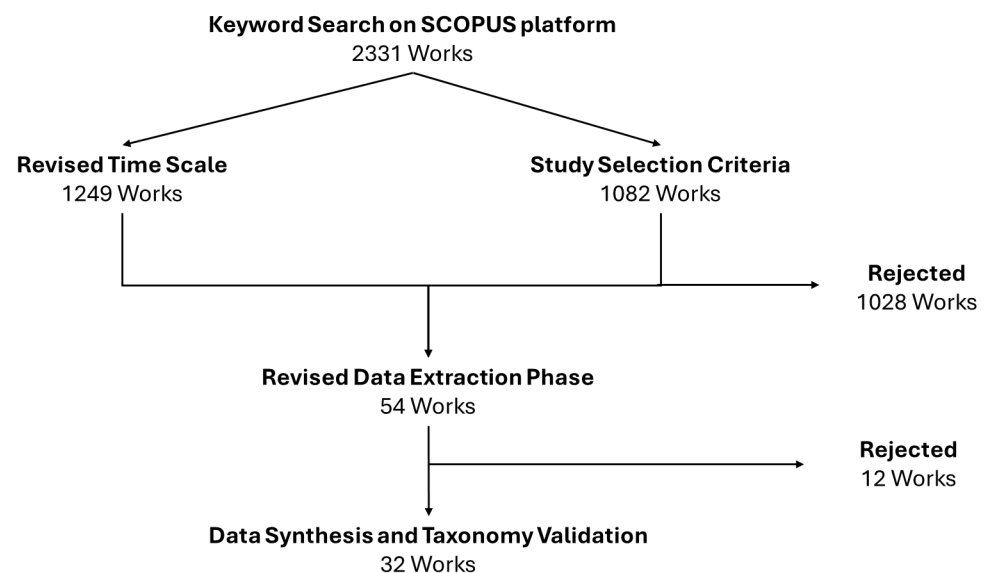 Keyword Search on SCOPUS platform
2331 Works
Revised Time Scale
1249 Works
Study Selection Criteria
1082 Works
Rejected
1028 Works
Revised Data Extraction Phase
54 Works
Rejected
12 Works
Data Synthesis and Taxonomy Validation
32 Works